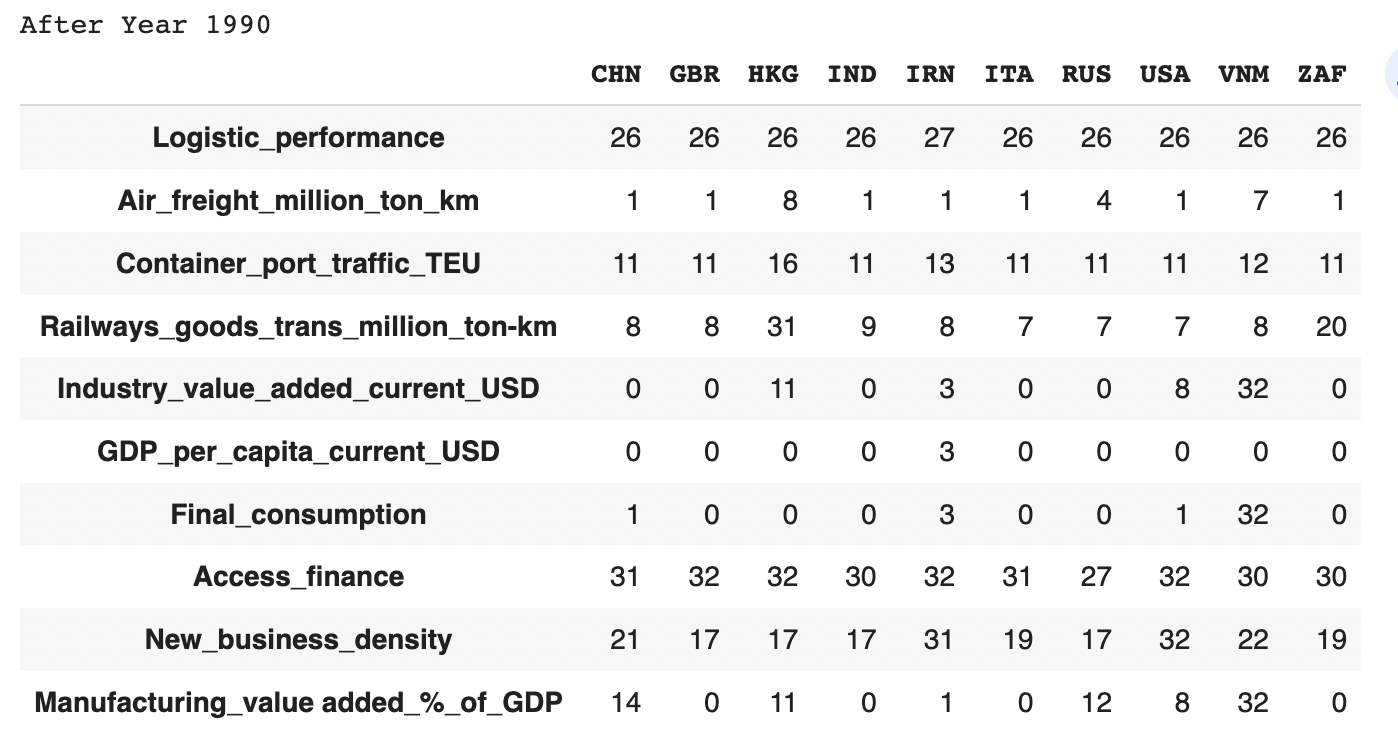 After Year 1990
CHN GBR HKG IND IRN ITA RUS USA VNM ZAF
Logistic_performance 26 26 26 26 27 26 26 26 26 26
Air_freight_million_ton_km 1 1 8 1 1 1 4 1 7 1
Container_port_traffic_TEU 11 11 16 11 13 11 11 11 12 11
Railways_goods_trans_million_ton-km 8 8 31 9 8 7 7 7 8 20
Industry_value_added_current_USD 0 0 11 0 3 0 0 8 32 0
GDP_per_capita_current_USD 0 0 0 0 3 0 0 0 0 0
Final_consumption 1 0 0 0 3 0 0 1 32 0
Access_finance 31 32 32 30 32 31 27 32 30 30
New_business_density 21 17 17 17 31 19 17 32 22 19
Manufacturing_value added_%_of_GDP 14 0 11 0 1 0 12 8 32 0